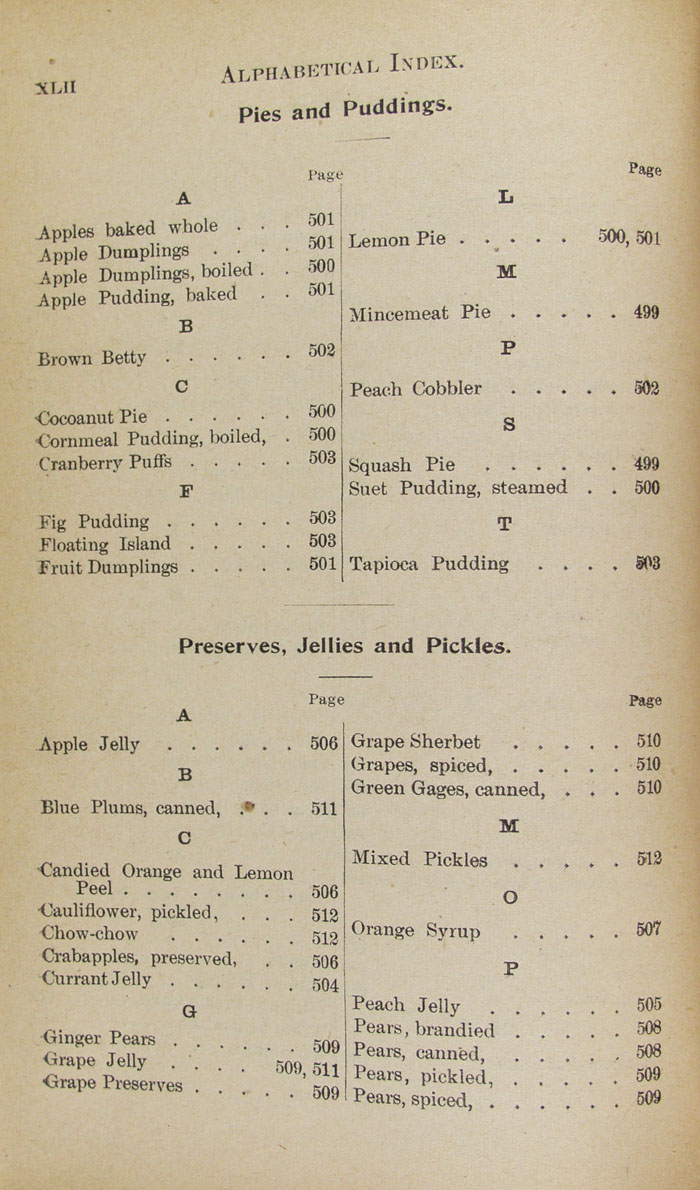 XLII
ALPHABETICAL INDEX.
Pies and Puddings.
Page
A
Apples baked whole . . . 501
Apple Dumplings . . . . 501
Apple Dumplings, boiled . . 500
Apple Pudding, baked . . 501
B
Brown Betty . . . . . . 502
C
Cocoanut Pie . . . . . . 500
Cornmeal Pudding, boiled, . 500
Cranberry Puffs . . . . . 503
F
Fig Pudding . . . . . . 503
Floating Island . . . . . 503
Fruit Dumplings . . . . . 501
Page
L
Lemon Pie . . . . . 500, 501
M
Mincemeat Pie . . . . . 499
P
Peach Cobbler . . . . . 502
S
Squash Pie . . . . . . 499
Suet Pudding, steamed . . 500
T
Tapioca Pudding . . . . 503
Preserves, Jellies and Pickles.
Page
A
Apple Jelly . . . . . . 506
B
Blue Plums, canned, . . . 511
C
Candied Orange and Lemon
Peel . . . . . . . . 506
Cauliflower, pickled, . . . 512
Chow-chow . . . . . . 512
Crabapples, preserved, . . 506
Currant Jelly . . . . . . 504
G
Ginger Pears . . . . . . 509
Grape Jelly . . . . 509, 511
Grape Preserves . . . . . 509
Page
Grape Sherbet . . . . . 510
Grapes, spiced, . . . . . 510
Green Gages, canned, . . . 510
M
Mixed Pickles . . . . . 512
O
Orange Syrup . . . . . 507
P
Peach Jelly . . . . . . 505
Pears, brandied . . . . . 508
Pears, canned, . . . . . 508
Pears, pickled, . . . . . 509
Pears, spiced, . . . . . . 509